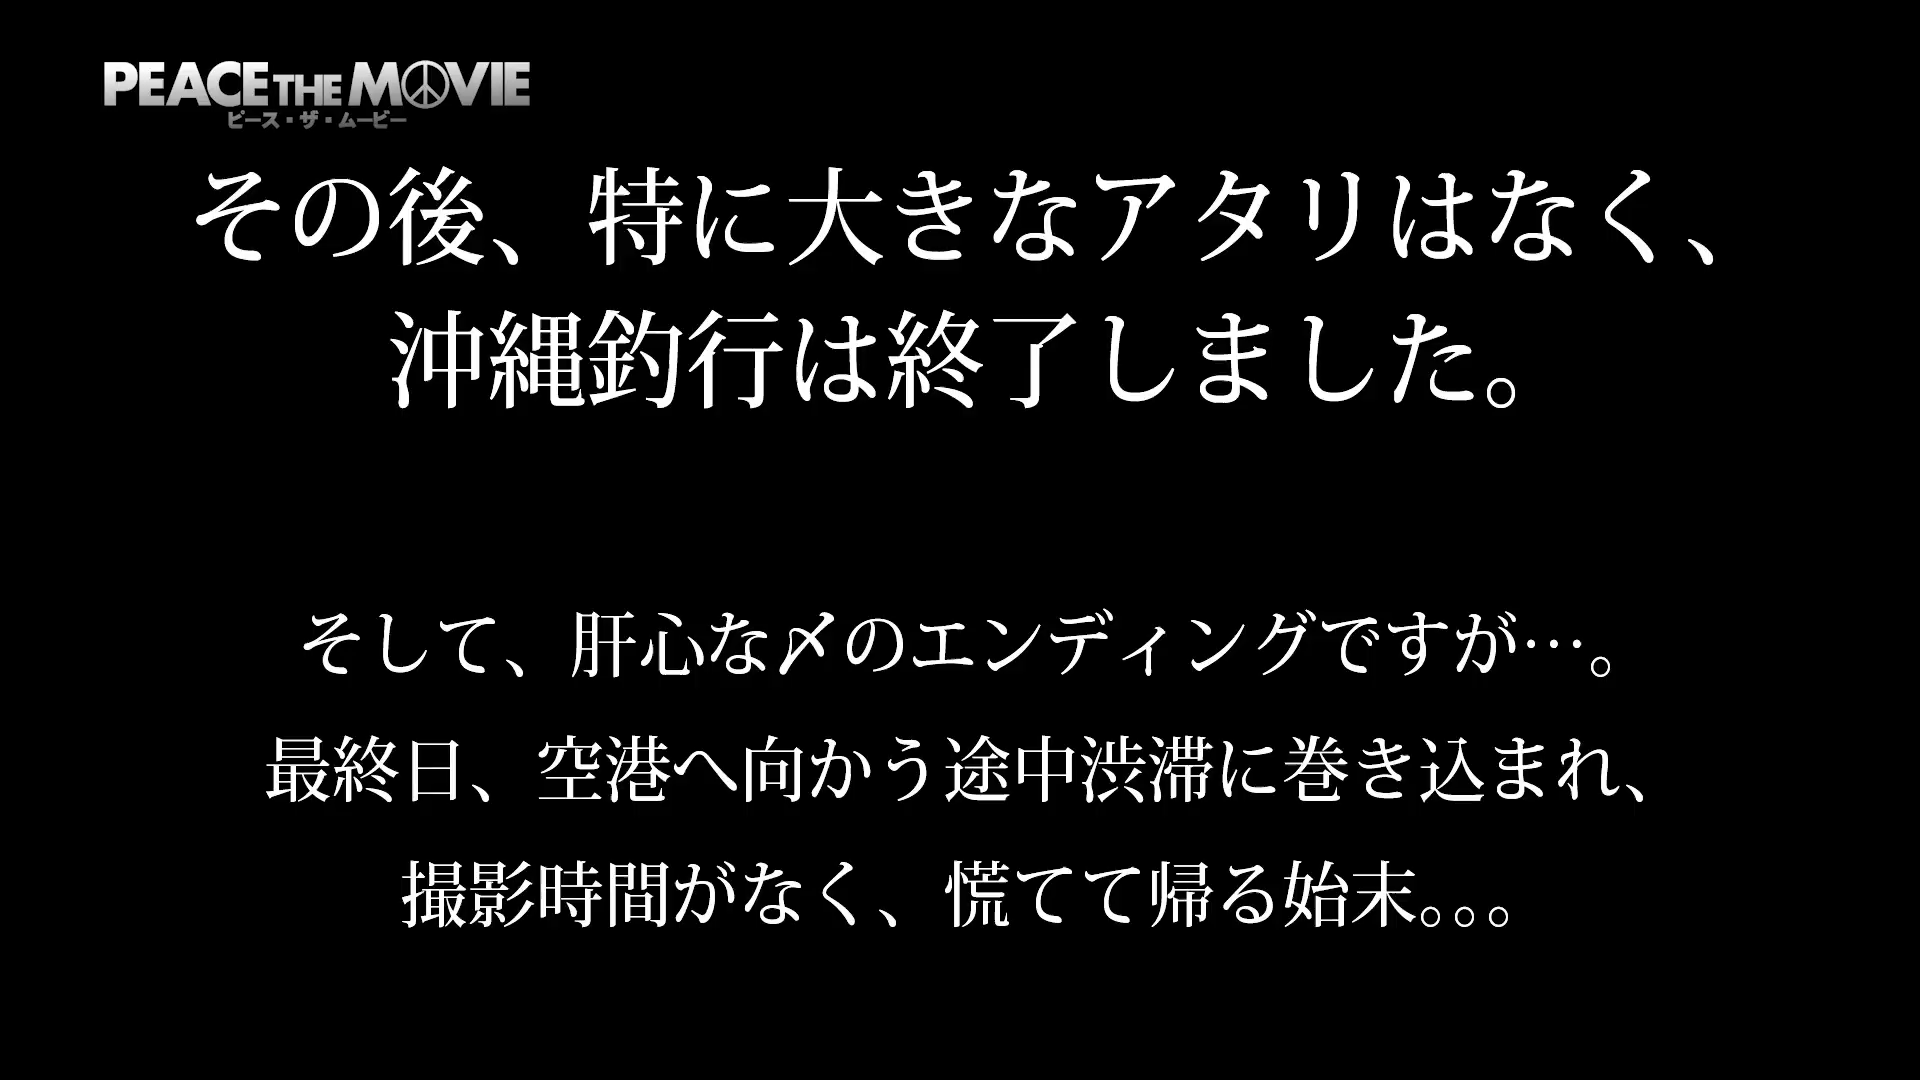 PEACE THE MOVIE
ピース・ザ・ムービー
その後、特に大きなアタリはなく、
沖縄釣行は終了しました。
そして、肝心な〆のエンディングですが…。
最終日、空港へ向かう途中渋滞に巻き込まれ、
撮影時間がなく、慌てて帰る始末。。。